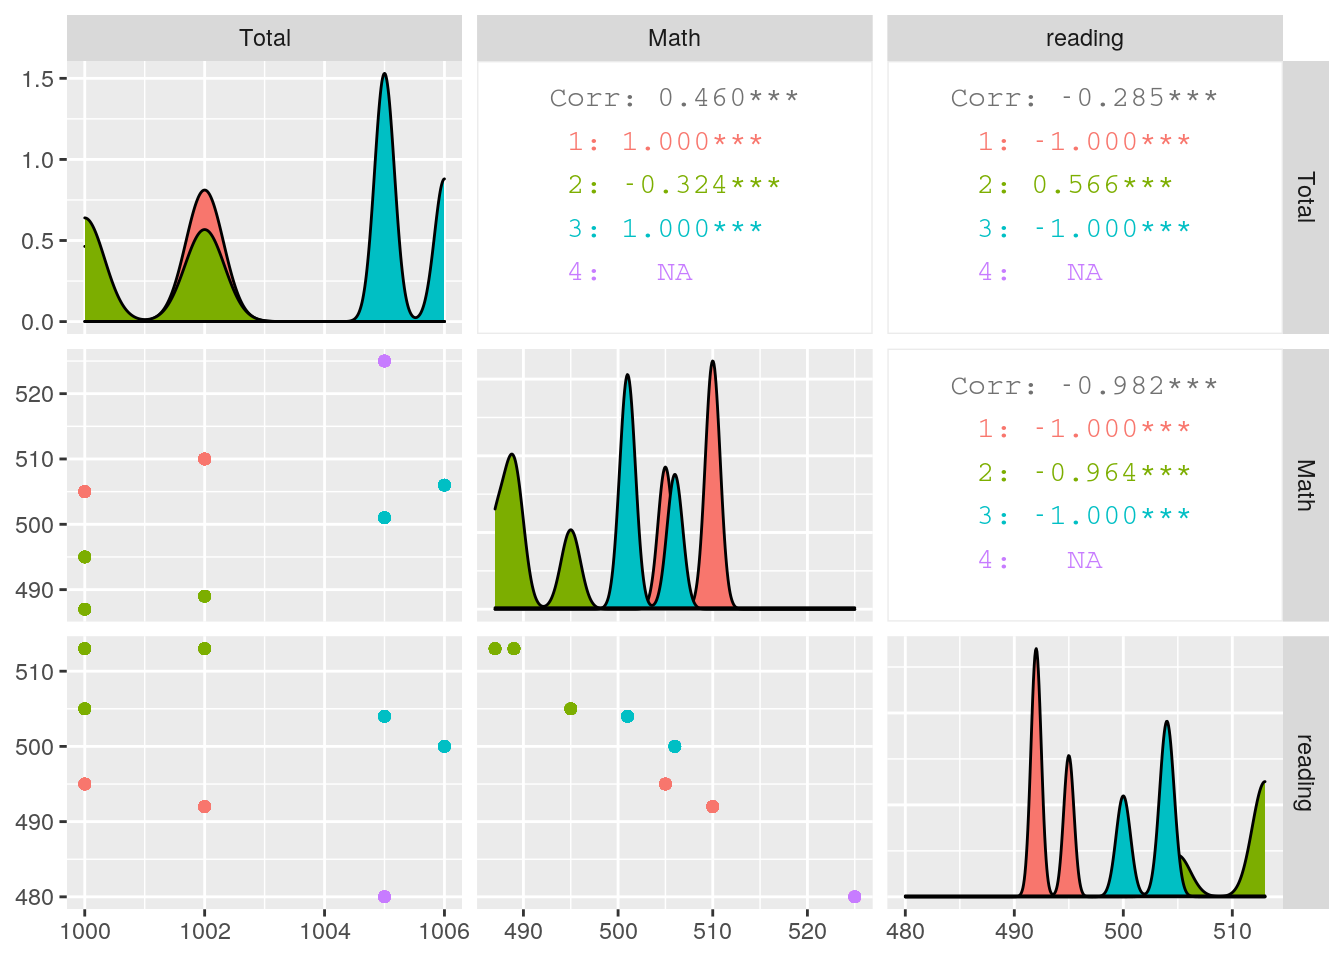 Total
Math
reading
1.5
1.0
0.5
0.0
Corr: 0.460***
1: 1.000***
2: -0.324***
3: 1.000***
4: NA
Corr: -0.285***
1: -1.000***
2: 0.566***
3: -1.000***
4: NA
Total
520
510
500
490
Corr: -0.982***
1: -1.000***
2: -0.964***
3: -1.000***
4: NA
Math
510
500
490
480
reading
1000
1002
1004
1006
490
500
510
520
480
490
500
510